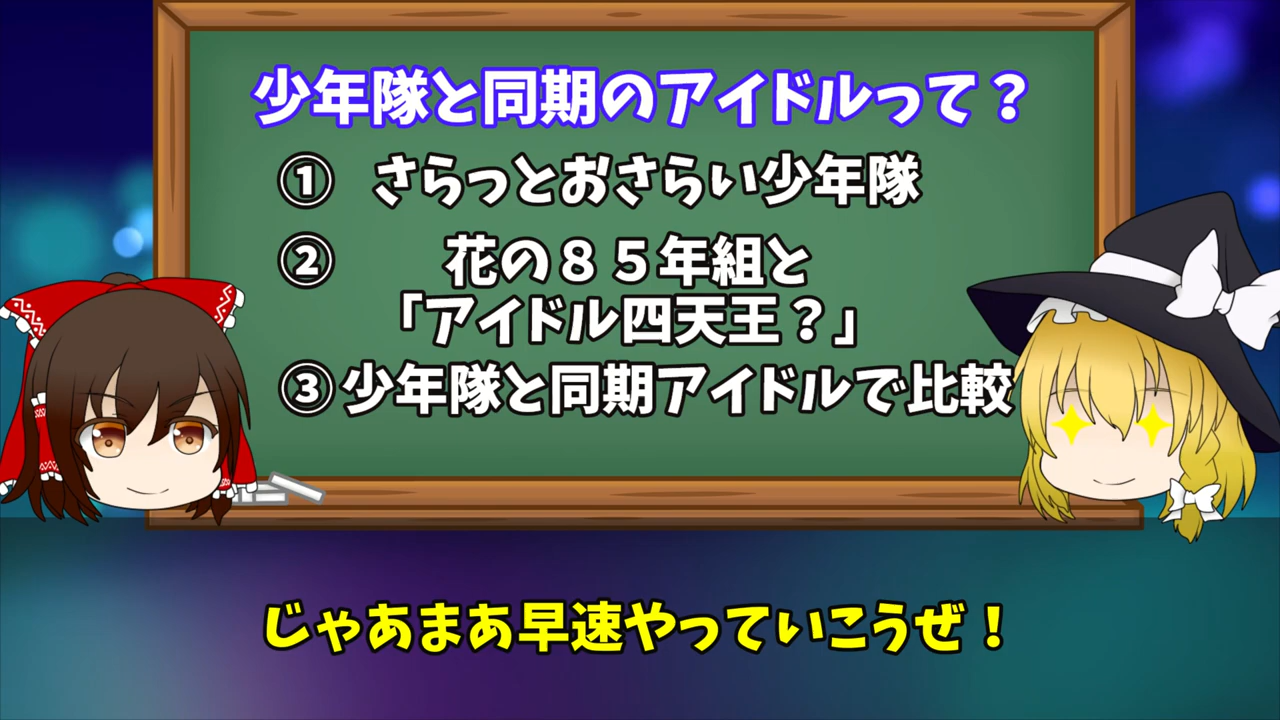 少年隊と同期のアイドルって？
① さらっとおさらい少年隊
② 花の８５年組と
「アイドル四天王？」
③少年隊と同期アイドルで比較
じゃあまあ早速やっていこうぜ！